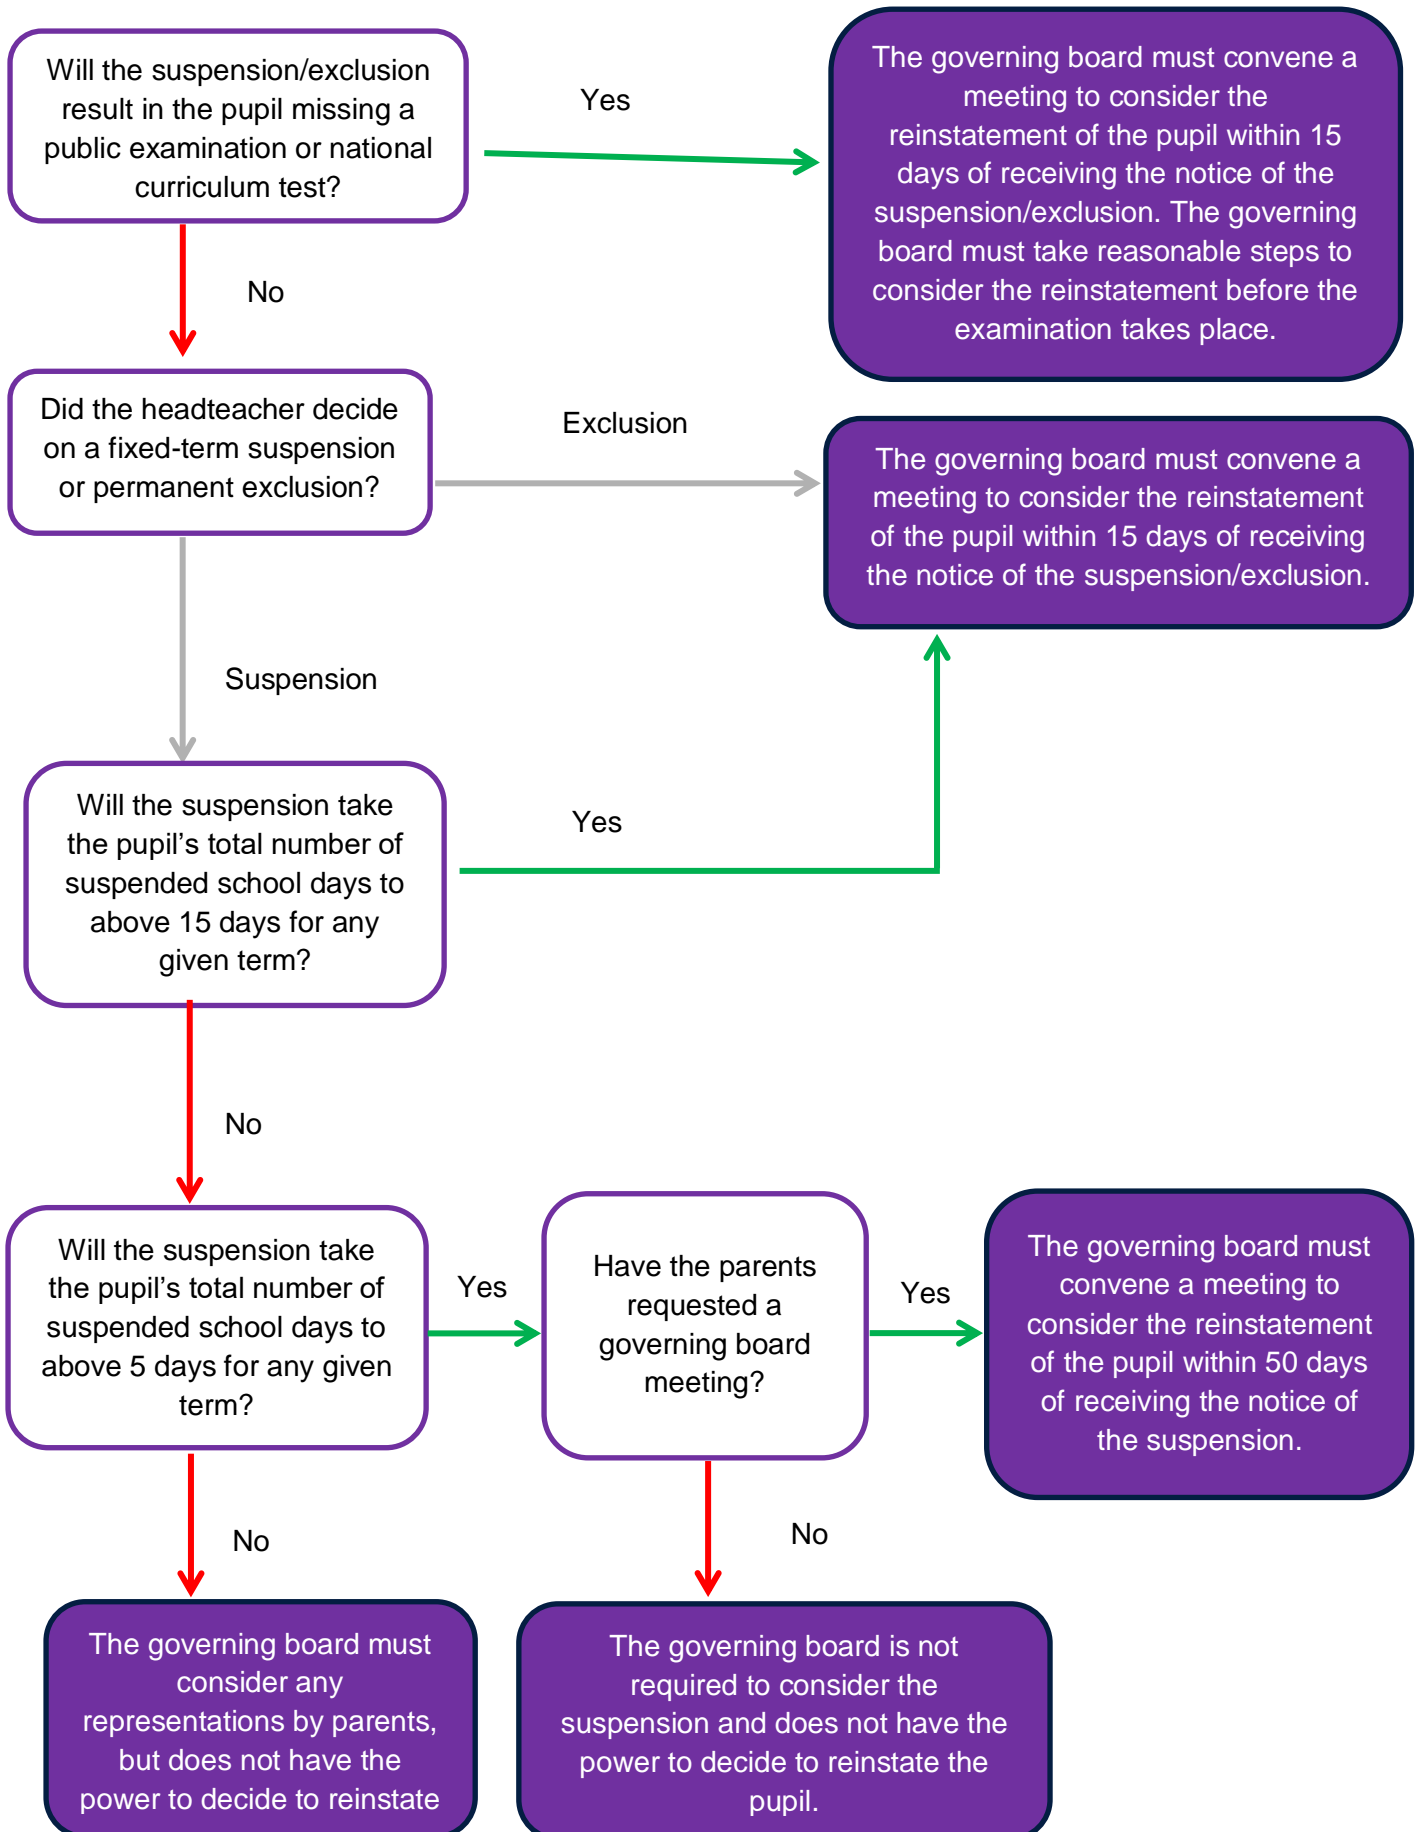 Will the suspension/exclusion
result in the pupil missing a
public examination or national
curriculum test?
Yes
The governing board must convene a
meeting to consider the
reinstatement of the pupil within 15
days of receiving the notice of the
suspension/exclusion. The governing
board must take reasonable steps to
consider the reinstatement before the
examination takes place.
No
Did the headteacher decide
on a fixed-term suspension
or permanent exclusion?
Exclusion
The governing board must convene a
meeting to consider the reinstatement
of the pupil within 15 days of receiving
the notice of the suspension/exclusion.
Suspension
Will the suspension take
the pupil’s total number of
suspended school days to
above 15 days for any
given term?
Yes
No
Will the suspension take
the pupil’s total number of
suspended school days to
above 5 days for any given
term?
Yes
Have the parents
requested a
governing board
meeting?
Yes
The governing board must
convene a meeting to
consider the reinstatement
of the pupil within 50 days
of receiving the notice of
the suspension.
No
No
The governing board must
consider any
representations by parents,
but does not have the
power to decide to reinstate
The governing board is not
required to consider the
suspension and does not have the
power to decide to reinstate the
pupil.